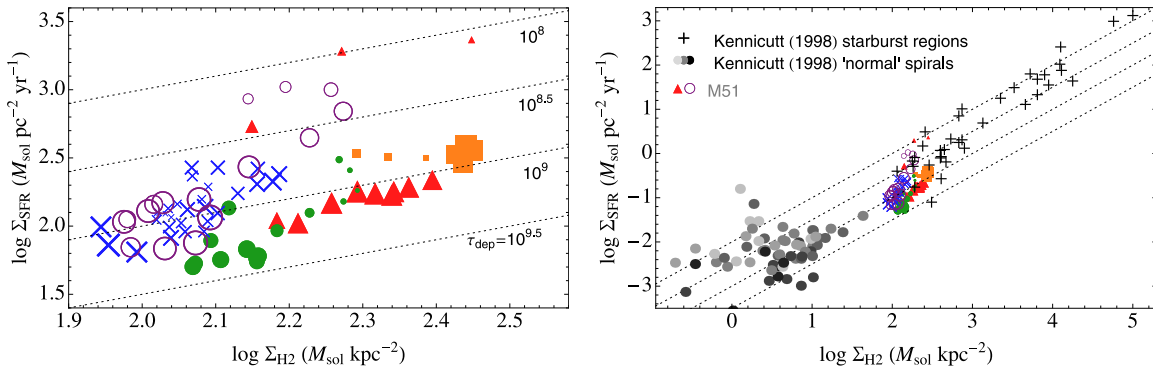 3.5
3.0
2.5
2.0
1.5
log Σ_SFR (M_sol pc⁻² yr⁻¹)
10⁸
10^8.5
10⁹
τ_dep=10^9.5
1.9 2.0 2.1 2.2 2.3 2.4 2.5
log Σ_H2 (M_sol kpc⁻²)
3
2
1
0
−1
−2
−3
log Σ_SFR (M_sol pc⁻² yr⁻¹)
Kennicutt (1998) starburst regions
Kennicutt (1998) 'normal' spirals
M51
0 1 2 3 4 5
log Σ_H2 (M_sol kpc⁻²)